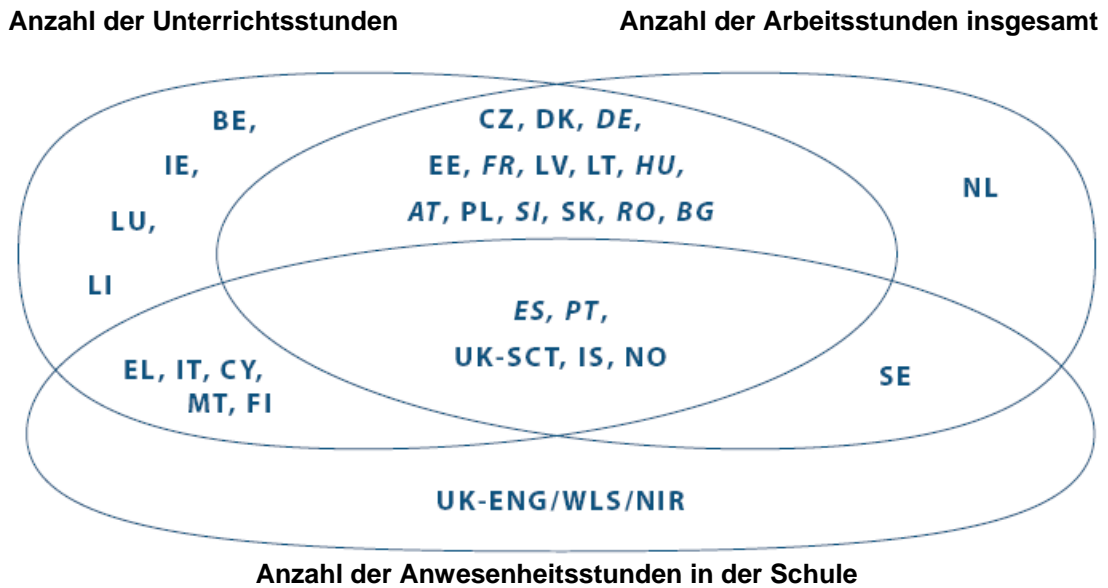 Anzahl der Unterrichtsstunden
Anzahl der Arbeitsstunden insgesamt
BE,
IE,
LU,
LI
CZ, DK, DE,
EE, FR, LV, LT, HU,
AT, PL, SI, SK, RO, BG
NL
ES, PT,
UK-SCT, IS, NO
EL, IT, CY,
MT, FI
SE
UK-ENG/WLS/NIR
Anzahl der Anwesenheitsstunden in der Schule